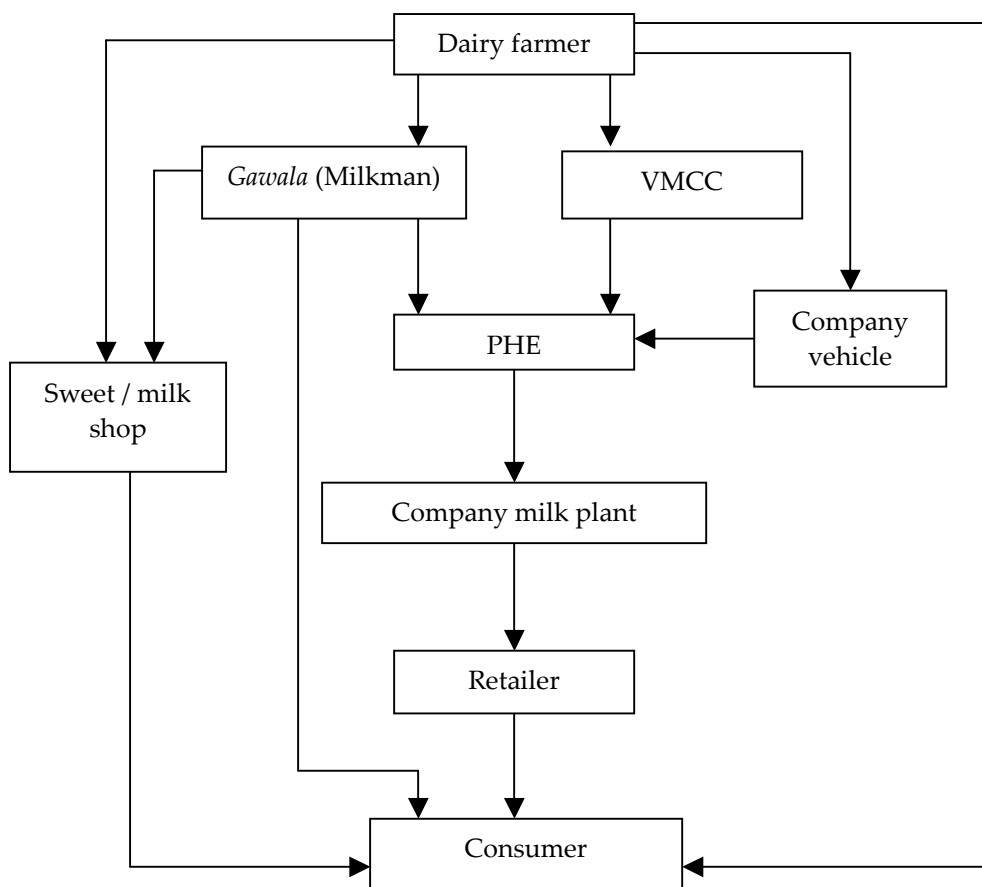 Dairy farmer
Gawala (Milkman)
VMCC
Company
vehicle
PHE
Sweet / milk
shop
Company milk plant
Retailer
Consumer